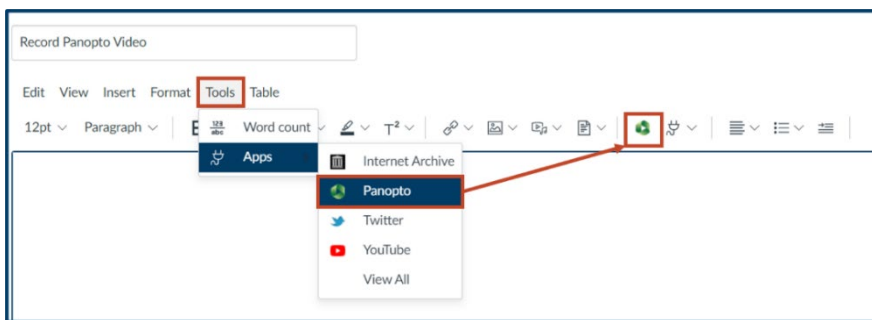 Record Panopto Video
Edit View Insert Format Tools Table
12pt Paragraph Word count T²
Apps Internet Archive
Panopto
Twitter
YouTube
View All